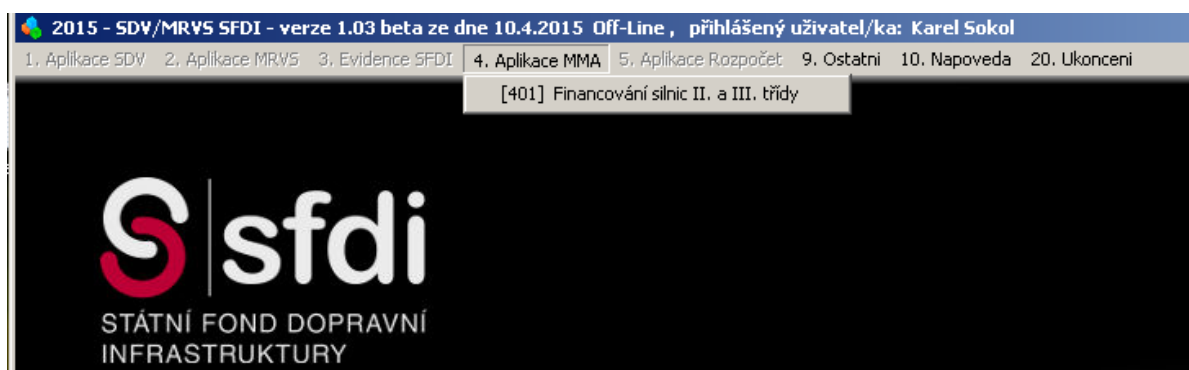 2015 - SDV/MRVS SFDI - verze 1.03 beta ze dne 10.4.2015 Off-Line , přihlášený uživatel/ka: Karel Sokol
1. Aplikace SDV 2. Aplikace MRVS 3. Evidence SFDI 4. Aplikace MMA 5. Aplikace Rozpočet 9. Ostatni 10. Napoveda 20. Ukonceni
[401] Financování silnic II. a III. třídy
sfdi
STÁTNÍ FOND DOPRAVNÍ
INFRASTRUKTURY